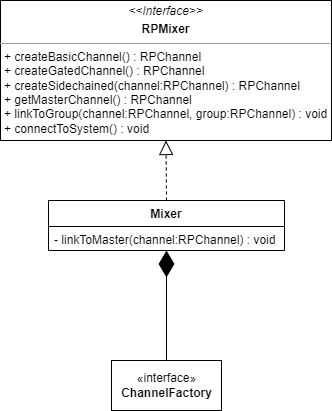 <<Interface>>
RPMixer
+ createBasicChannel() : RPChannel
+ createGatedChannel() : RPChannel
+ createSidechained(channel:RPChannel) : RPChannel
+ getMasterChannel() : RPChannel
+ linkToGroup(channel:RPChannel, group:RPChannel) : void
+ connectToSystem() : void
Mixer
- linkToMaster(channel:RPChannel) : void
«interface»
ChannelFactory